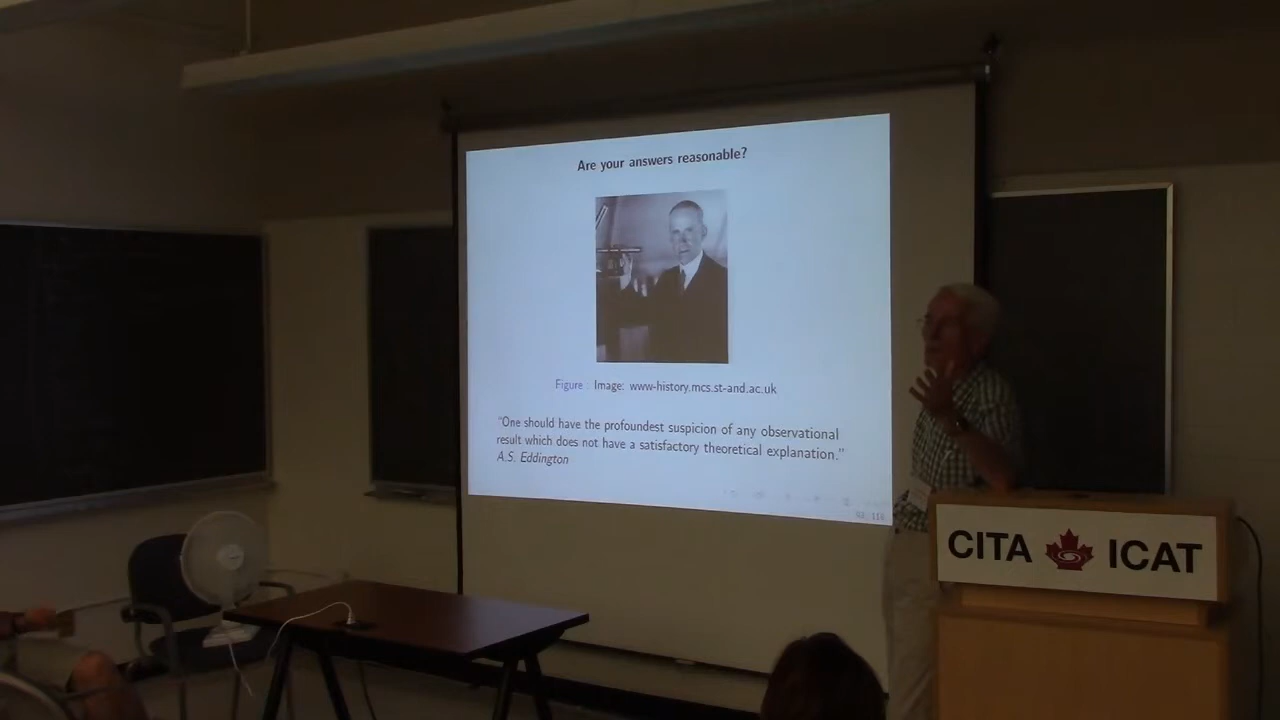 Are your answers reasonable?
Figure : Image: www-history.mcs.st-and.ac.uk
“One should have the profoundest suspicion of any observational
result which does not have a satisfactory theoretical explanation.”
A.S. Eddington
CITA ICAT